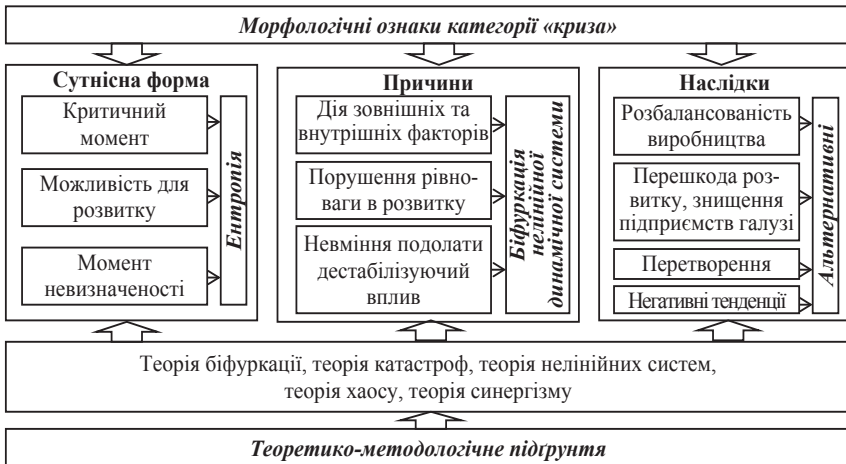 Морфологічні ознаки категорії «криза»
Сутнісна форма
Критичний
момент
Можливість для
розвитку
Момент
невизначеності
Ентропія
Причини
Дія зовнішніх та
внутрішніх факторів
Порушення рівно-
ваги в розвитку
Невміння подолати
дестабілізуючий
вплив
Біфуркація
нелінійної
динамічної системи
Наслідки
Розбалансованість
виробництва
Перешкода роз-
витку, знищення
підприємств галузі
Перетворення
Негативні тенденції
Альтернативні
Теорія біфуркації, теорія катастроф, теорія нелінійних систем,
теорія хаосу, теорія синергізму
Теоретико-методологічне підґрунтя